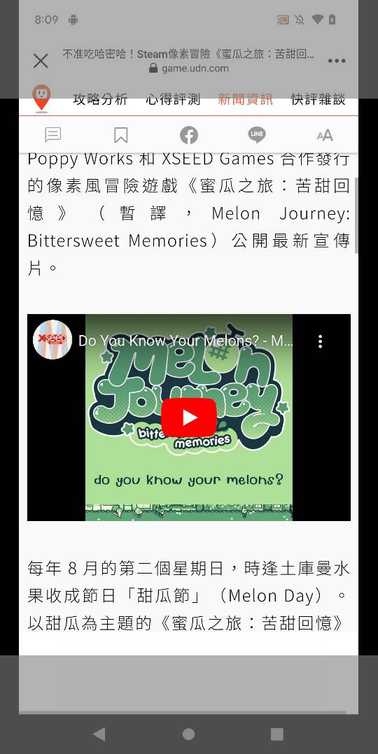 8:09
不准吃哈密哈！Steam像素冒險《蜜瓜之旅：苦甜回...
game.udn.com
攻略分析 心得評測 新聞資訊 快評雜談
AA
LINE
Poppy Works 和 XSEED Games 合作發行
的像素風冒險遊戲《蜜瓜之旅：苦甜回
憶》（暫譯，Melon Journey:
Bittersweet Memories）公開最新宣傳
片。
XSEED
Do You Know Your Melons? - M...
Melon
Journey
bittersweet
memories
do you know your melons?
每年 8 月的第二個星期日，時逢土庫曼水
果收成節日「甜瓜節」（Melon Day）。
以甜瓜為主題的《蜜瓜之旅：苦甜回憶》